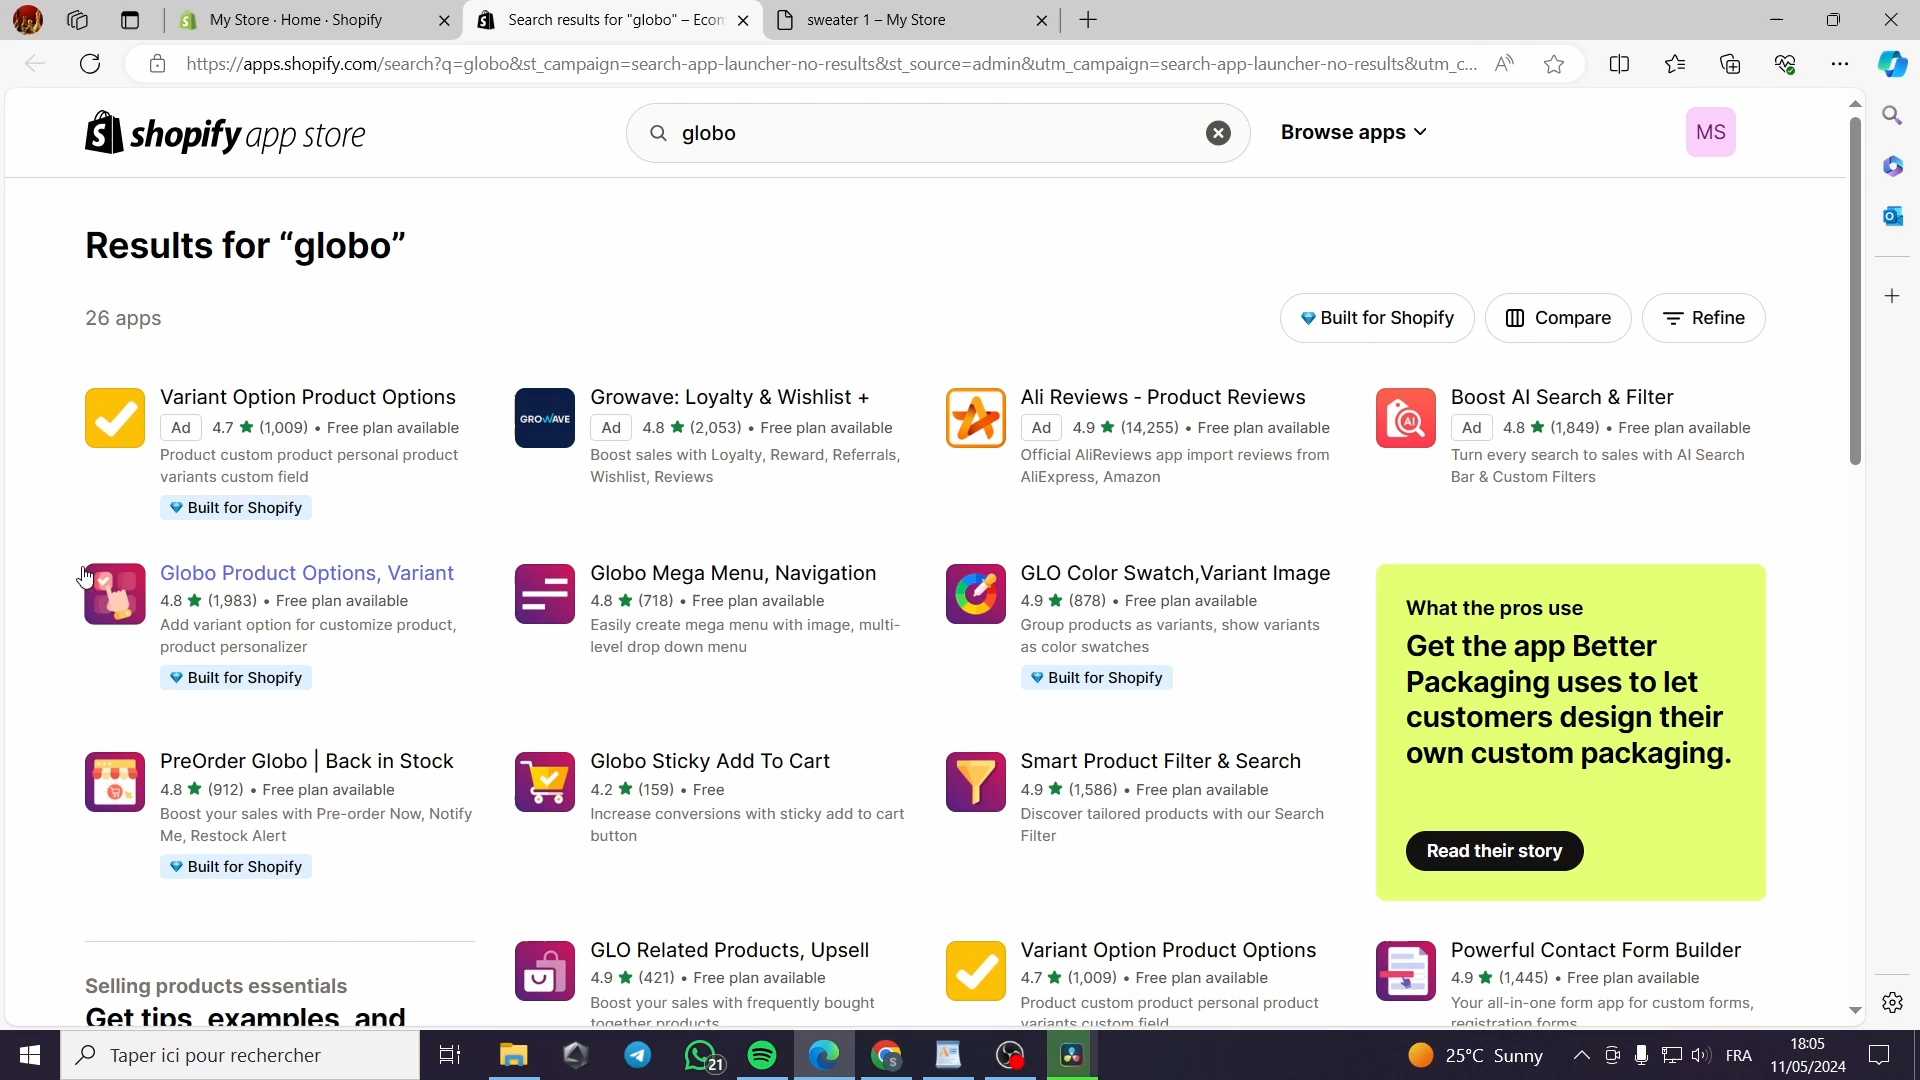 My Store · Home · Shopify
Search results for "globo" – Econ
sweater 1 – My Store
https://apps.shopify.com/search?q=globo&st_campaign=search-app-launcher-no-results&st_source=admin&utm_campaign=search-app-launcher-no-results&utm_c...
shopify app store
globo
Browse apps
MS
Results for “globo”
26 apps
Built for Shopify
Compare
Refine
Variant Option Product Options
Ad 4.7 ★ (1,009) • Free plan available
Product custom product personal product
variants custom field
Built for Shopify
GROWAVE
Growave: Loyalty & Wishlist +
Ad 4.8 ★ (2,053) • Free plan available
Boost sales with Loyalty, Reward, Referrals,
Wishlist, Reviews
Ali Reviews - Product Reviews
Ad 4.9 ★ (14,255) • Free plan available
Official AliReviews app import reviews from
AliExpress, Amazon
AI
Boost AI Search & Filter
Ad 4.8 ★ (1,849) • Free plan available
Turn every search to sales with AI Search
Bar & Custom Filters
Globo Product Options, Variant
4.8 ★ (1,983) • Free plan available
Add variant option for customize product,
product personalizer
Built for Shopify
Globo Mega Menu, Navigation
4.8 ★ (718) • Free plan available
Easily create mega menu with image, multi-
level drop down menu
GLO Color Swatch,Variant Image
4.9 ★ (878) • Free plan available
Group products as variants, show variants
as color swatches
Built for Shopify
What the pros use
Get the app Better
Packaging uses to let
customers design their
own custom packaging.
Read their story
PreOrder Globo | Back in Stock
4.8 ★ (912) • Free plan available
Boost your sales with Pre-order Now, Notify
Me, Restock Alert
Built for Shopify
Globo Sticky Add To Cart
4.2 ★ (159) • Free
Increase conversions with sticky add to cart
button
Smart Product Filter & Search
4.9 ★ (1,586) • Free plan available
Discover tailored products with our Search
Filter
Selling products essentials
Get tips, examples, and
GLO Related Products, Upsell
4.9 ★ (421) • Free plan available
Boost your sales with frequently bought
together products
Variant Option Product Options
4.7 ★ (1,009) • Free plan available
Product custom product personal product
variants custom field
Powerful Contact Form Builder
4.9 ★ (1,445) • Free plan available
Your all-in-one form app for custom forms,
registration forms
Taper ici pour rechercher
21
25°C Sunny
FRA
18:05
11/05/2024